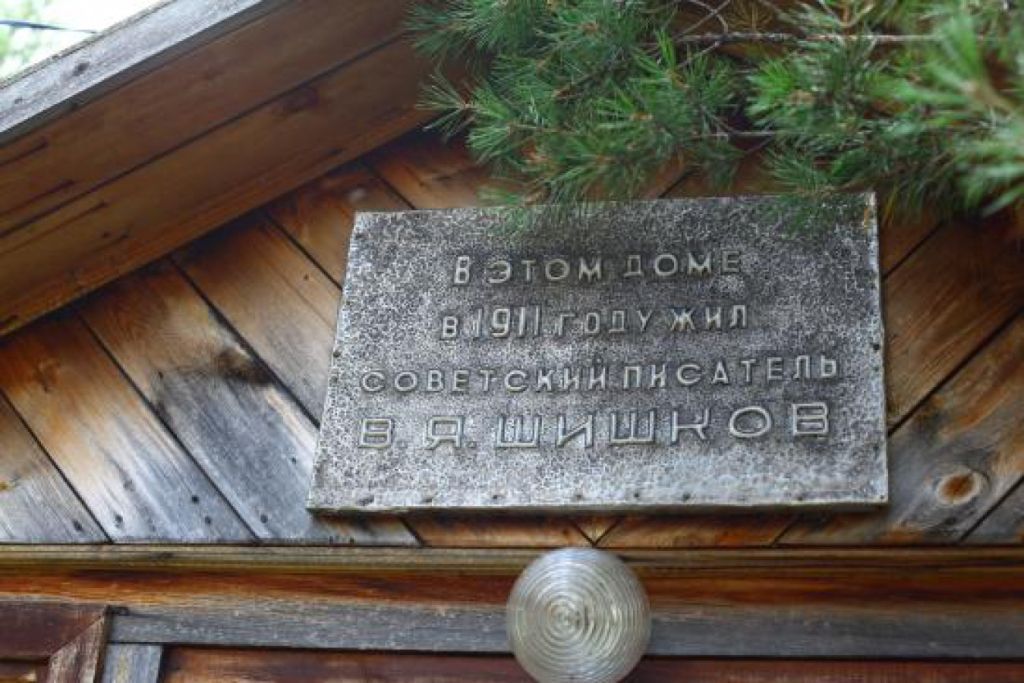 В ЭТОМ ДОМЕ
В 1911 ГОДУ ЖИЛ
СОВЕТСКИЙ ПИСАТЕЛЬ
В.Я. ШИШКОВ